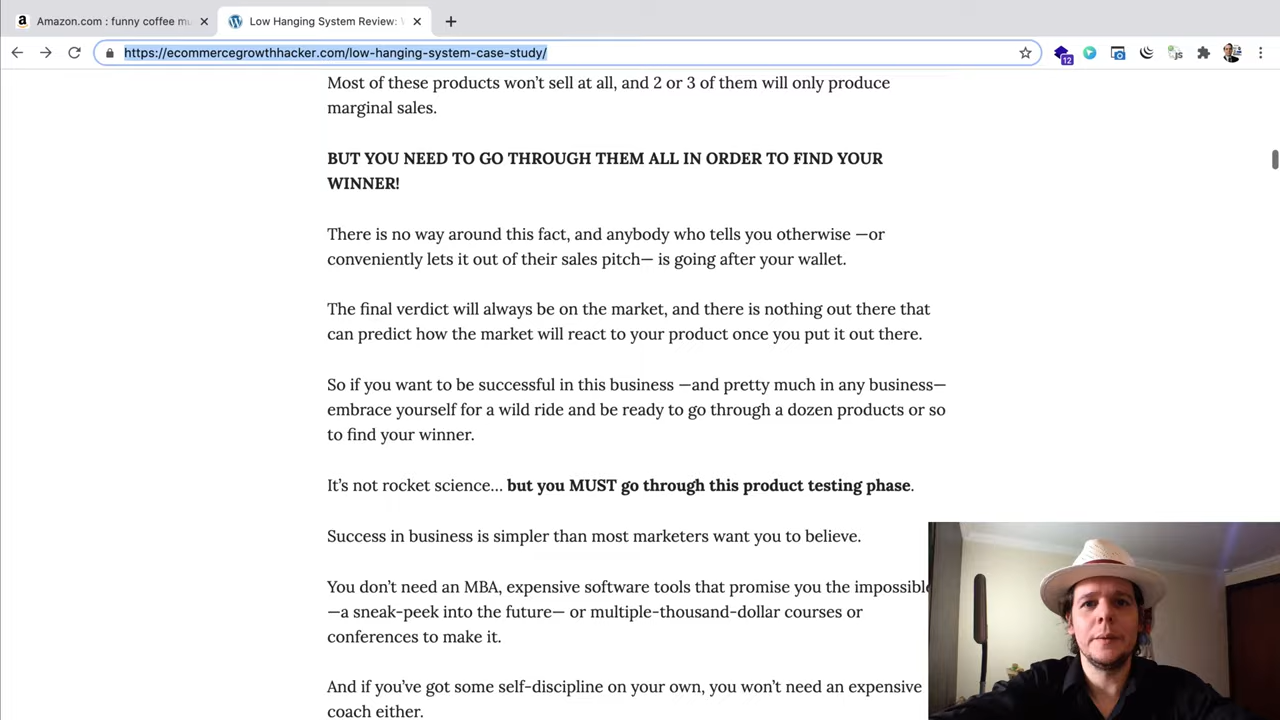 Amazon.com : funny coffee mu
Low Hanging System Review: W
https://ecommercegrowthhacker.com/low-hanging-system-case-study/
12
Most of these products won’t sell at all, and 2 or 3 of them will only produce
marginal sales.
BUT YOU NEED TO GO THROUGH THEM ALL IN ORDER TO FIND YOUR
WINNER!
There is no way around this fact, and anybody who tells you otherwise —or
conveniently lets it out of their sales pitch— is going after your wallet.
The final verdict will always be on the market, and there is nothing out there that
can predict how the market will react to your product once you put it out there.
So if you want to be successful in this business —and pretty much in any business—
embrace yourself for a wild ride and be ready to go through a dozen products or so
to find your winner.
It’s not rocket science… but you MUST go through this product testing phase.
Success in business is simpler than most marketers want you to believe.
You don’t need an MBA, expensive software tools that promise you the impossible
—a sneak-peek into the future— or multiple-thousand-dollar courses or
conferences to make it.
And if you’ve got some self-discipline on your own, you won’t need an expensive
coach either.